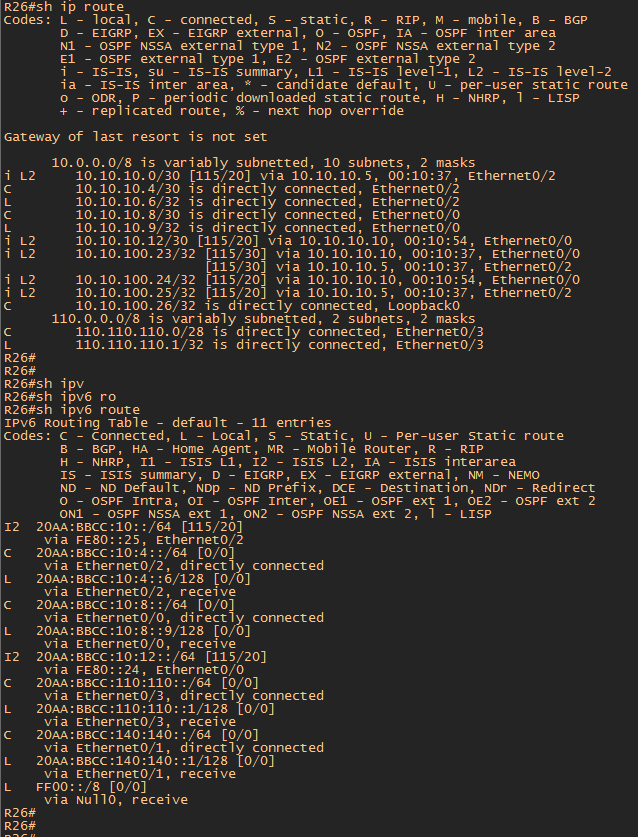 R26#sh ip route
Codes: L - local, C - connected, S - static, R - RIP, M - mobile, B - BGP
D - EIGRP, EX - EIGRP external, O - OSPF, IA - OSPF inter area
N1 - OSPF NSSA external type 1, N2 - OSPF NSSA external type 2
E1 - OSPF external type 1, E2 - OSPF external type 2
i - IS-IS, su - IS-IS summary, L1 - IS-IS level-1, L2 - IS-IS level-2
ia - IS-IS inter area, * - candidate default, U - per-user static route
o - ODR, P - periodic downloaded static route, H - NHRP, l - LISP
+ - replicated route, % - next hop override
Gateway of last resort is not set
10.0.0.0/8 is variably subnetted, 10 subnets, 2 masks
i L2 10.10.10.0/30 [115/20] via 10.10.10.5, 00:10:37, Ethernet0/2
C 10.10.10.4/30 is directly connected, Ethernet0/2
L 10.10.10.6/32 is directly connected, Ethernet0/2
C 10.10.10.8/30 is directly connected, Ethernet0/0
L 10.10.10.9/32 is directly connected, Ethernet0/0
i L2 10.10.10.12/30 [115/20] via 10.10.10.10, 00:10:54, Ethernet0/0
i L2 10.10.100.23/32 [115/30] via 10.10.10.10, 00:10:37, Ethernet0/0
[115/30] via 10.10.10.5, 00:10:37, Ethernet0/2
i L2 10.10.100.24/32 [115/20] via 10.10.10.10, 00:10:54, Ethernet0/0
i L2 10.10.100.25/32 [115/20] via 10.10.10.5, 00:10:37, Ethernet0/2
C 10.10.100.26/32 is directly connected, Loopback0
110.0.0.0/8 is variably subnetted, 2 subnets, 2 masks
C 110.110.110.0/28 is directly connected, Ethernet0/3
L 110.110.110.1/32 is directly connected, Ethernet0/3
R26#
R26#
R26#sh ipv
R26#sh ipv6 ro
R26#sh ipv6 route
IPv6 Routing Table - default - 11 entries
Codes: C - Connected, L - Local, S - Static, U - Per-user Static route
B - BGP, HA - Home Agent, MR - Mobile Router, R - RIP
H - NHRP, I1 - ISIS L1, I2 - ISIS L2, IA - ISIS interarea
IS - ISIS summary, D - EIGRP, EX - EIGRP external, NM - NEMO
ND - ND Default, NDp - ND Prefix, DCE - Destination, NDr - Redirect
O - OSPF Intra, OI - OSPF Inter, OE1 - OSPF ext 1, OE2 - OSPF ext 2
ON1 - OSPF NSSA ext 1, ON2 - OSPF NSSA ext 2, l - LISP
I2 20AA:BBCC:10::/64 [115/20]
via FE80::25, Ethernet0/2
C 20AA:BBCC:10:4::/64 [0/0]
via Ethernet0/2, directly connected
L 20AA:BBCC:10:4::6/128 [0/0]
via Ethernet0/2, receive
C 20AA:BBCC:10:8::/64 [0/0]
via Ethernet0/0, directly connected
L 20AA:BBCC:10:8::9/128 [0/0]
via Ethernet0/0, receive
I2 20AA:BBCC:10:12::/64 [115/20]
via FE80::24, Ethernet0/0
C 20AA:BBCC:110:110::/64 [0/0]
via Ethernet0/3, directly connected
L 20AA:BBCC:110:110::1/128 [0/0]
via Ethernet0/3, receive
C 20AA:BBCC:140:140::/64 [0/0]
via Ethernet0/1, directly connected
L 20AA:BBCC:140:140::1/128 [0/0]
via Ethernet0/1, receive
L FF00::/8 [0/0]
via Null0, receive
R26#
R26#
R26#